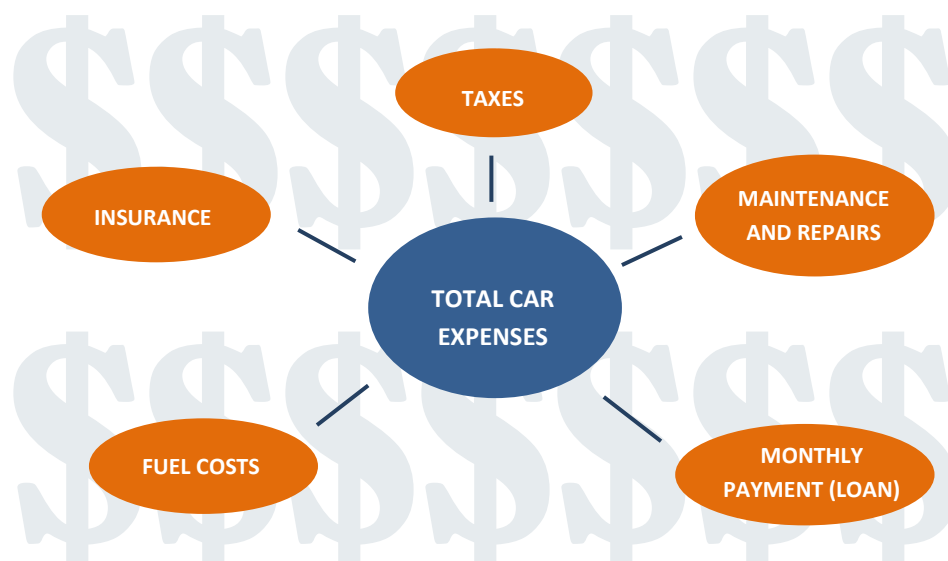 TAXES
INSURANCE
MAINTENANCE
AND REPAIRS
TOTAL CAR
EXPENSES
FUEL COSTS
MONTHLY
PAYMENT (LOAN)
$$$$$$$
$$$$$$$